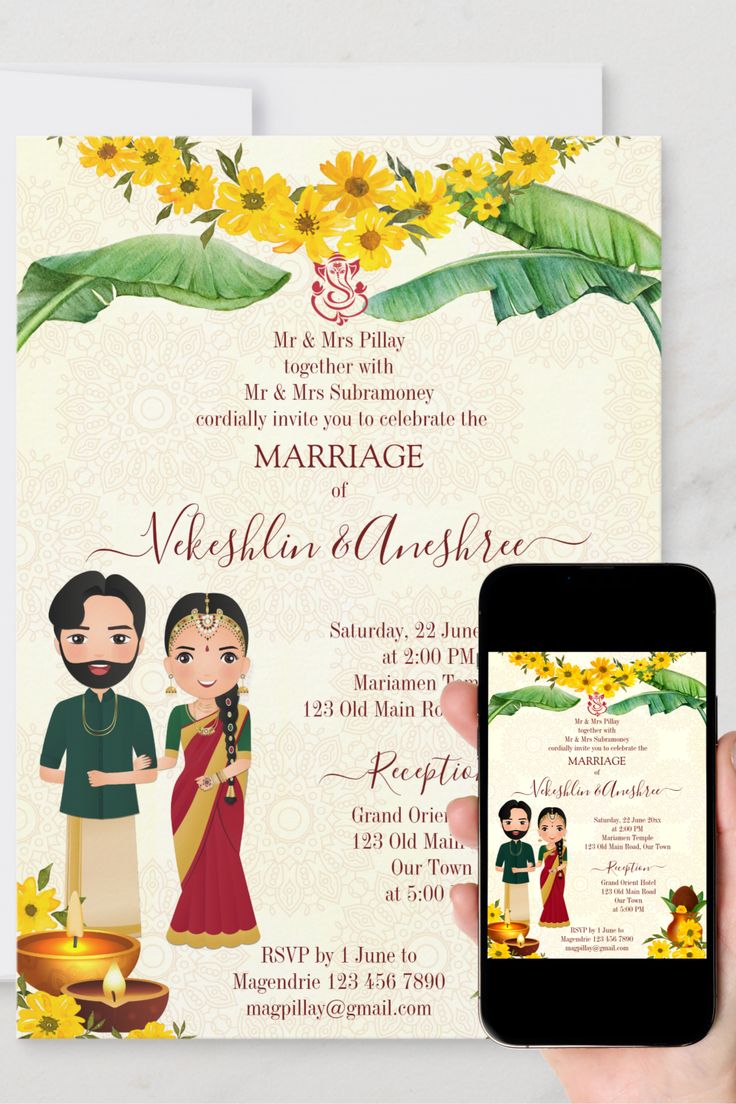 Mr & Mrs Pillay
together with
Mr & Mrs Subramoney
cordially invite you to celebrate the
MARRIAGE
of
Vekeshlin & Aneshree
Saturday, 22 June
at 2:00 PM
Mariamen Temp
123 Old Main Road
Reception
Grand Orient
123 Old Main
Our Town
at 5:00
RSVP by 1 June to
Magendrie 123 456 7890
magpillay@gmail.com
Mr & Mrs Pillay
together with
Mr & Mrs Subramoney
cordially invite you to celebrate the
MARRIAGE
of
Vekeshlin & Aneshree
Saturday, 22 June 20xx
at 2:00 PM
Mariamen Temple
123 Old Main Road, Our Town
Reception
Grand Orient Hotel
123 Old Main Road
Our Town
at 5:00 PM
RSVP by 1 June to
Magendrie 123 456 7890
magpillay@gmail.com